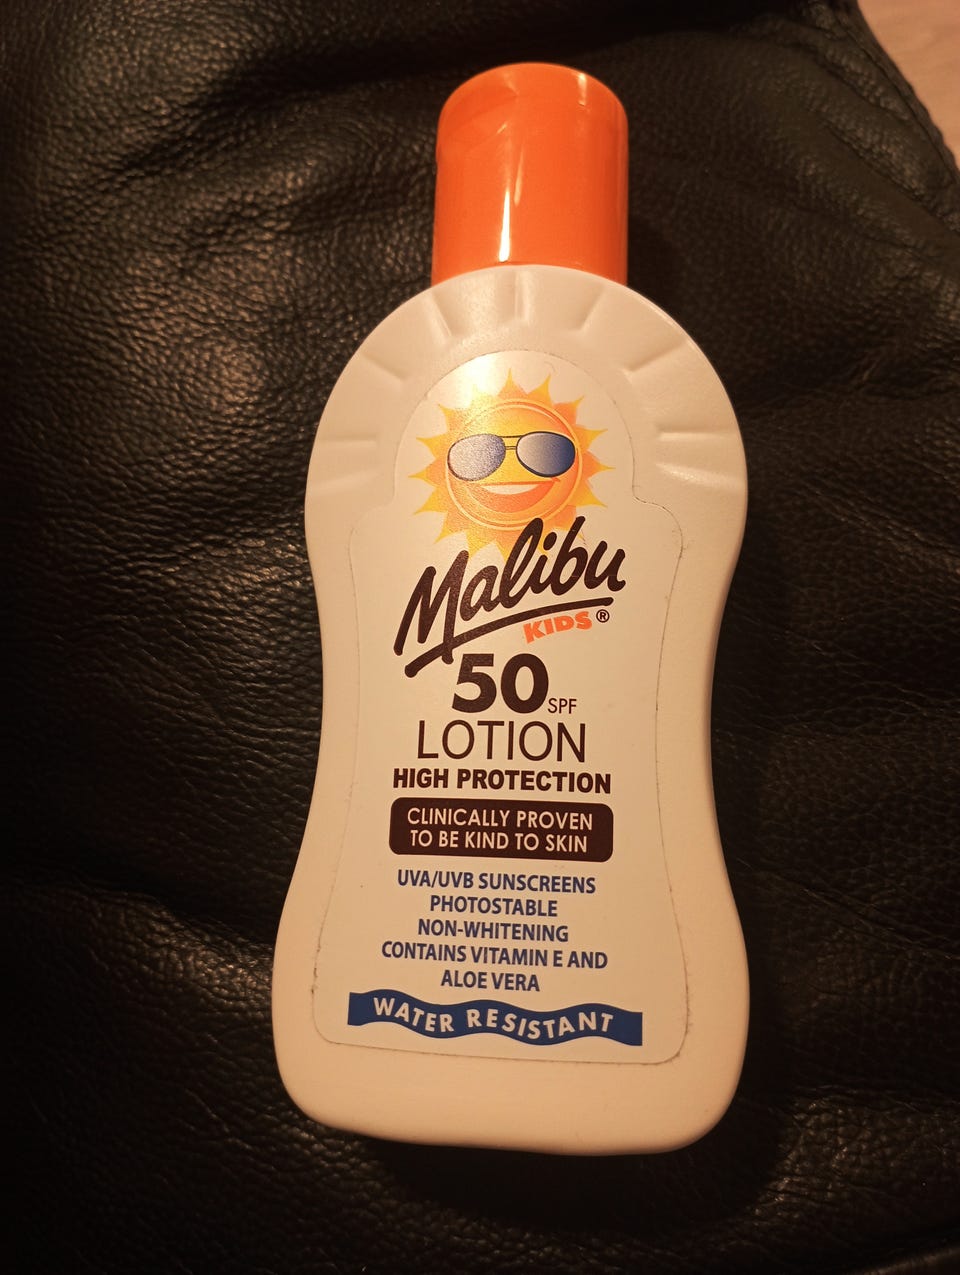 Malibu
KIDS®
50 SPF
LOTION
HIGH PROTECTION
CLINICALLY PROVEN
TO BE KIND TO SKIN
UVA/UVB SUNSCREENS
PHOTOSTABLE
NON-WHITENING
CONTAINS VITAMIN E AND
ALOE VERA
WATER RESISTANT